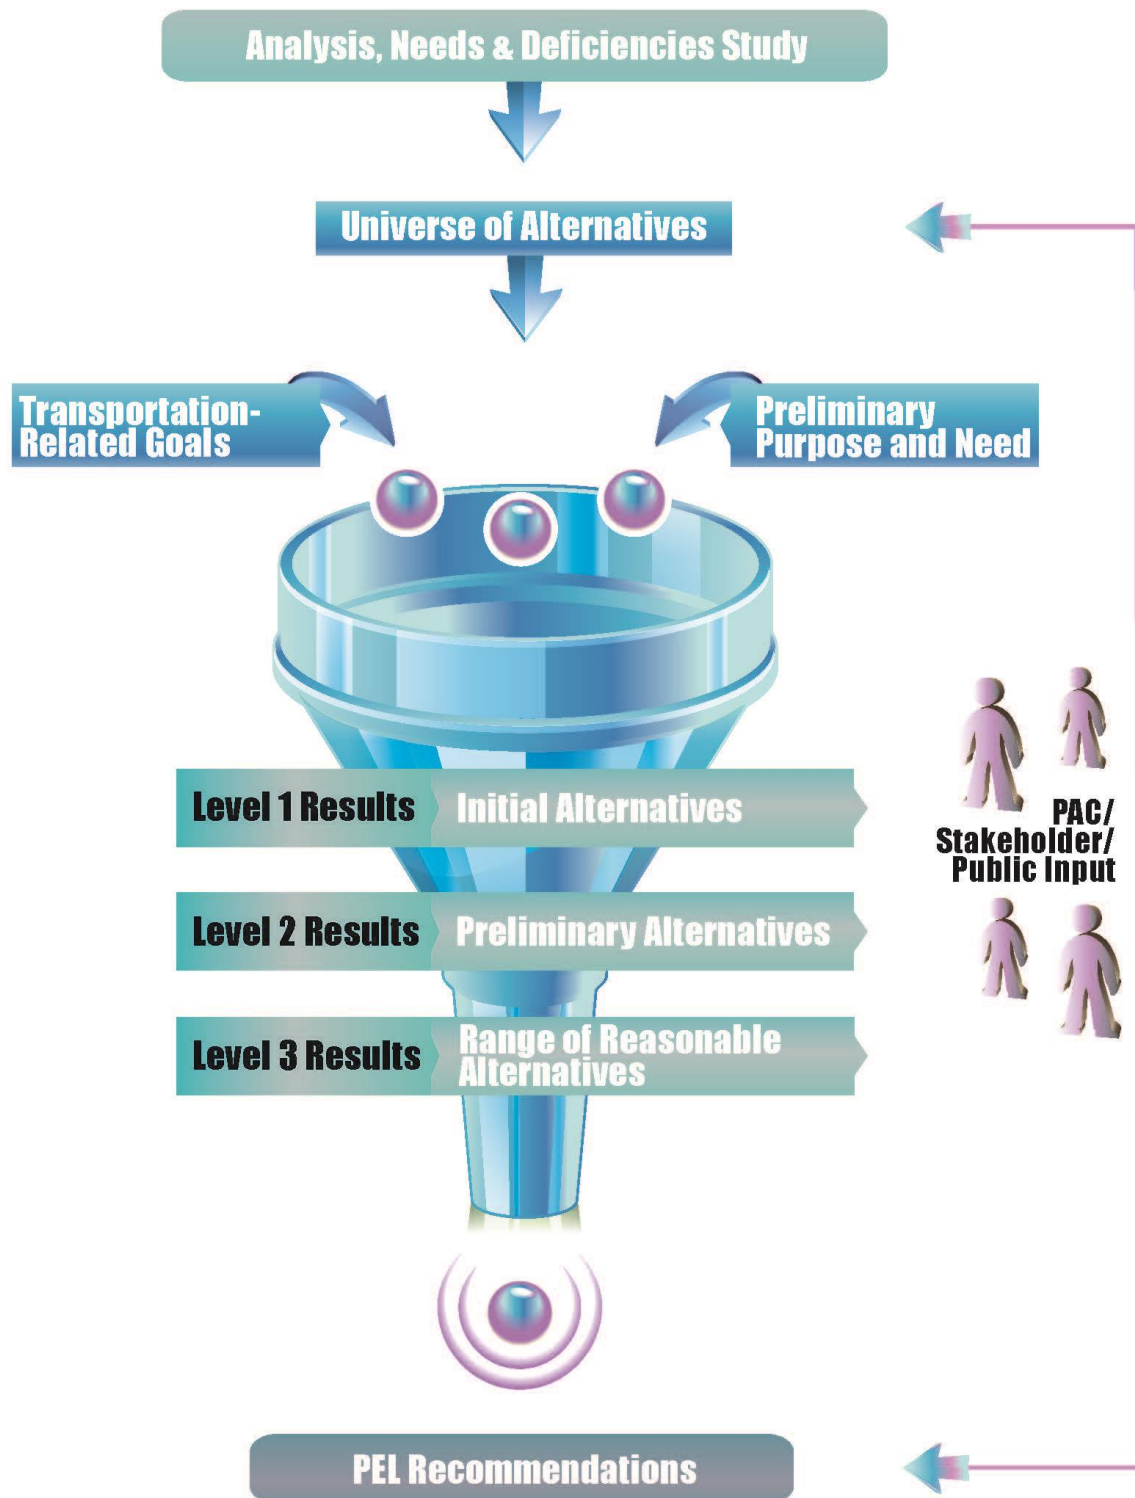 Analysis, Needs & Deficiencies Study
Universe of Alternatives
Transportation-
Related Goals
Preliminary
Purpose and Need
Level 1 Results
Initial Alternatives
Level 2 Results
Preliminary Alternatives
Level 3 Results
Range of Reasonable
Alternatives
PAC/
Stakeholder/
Public Input
PEL Recommendations